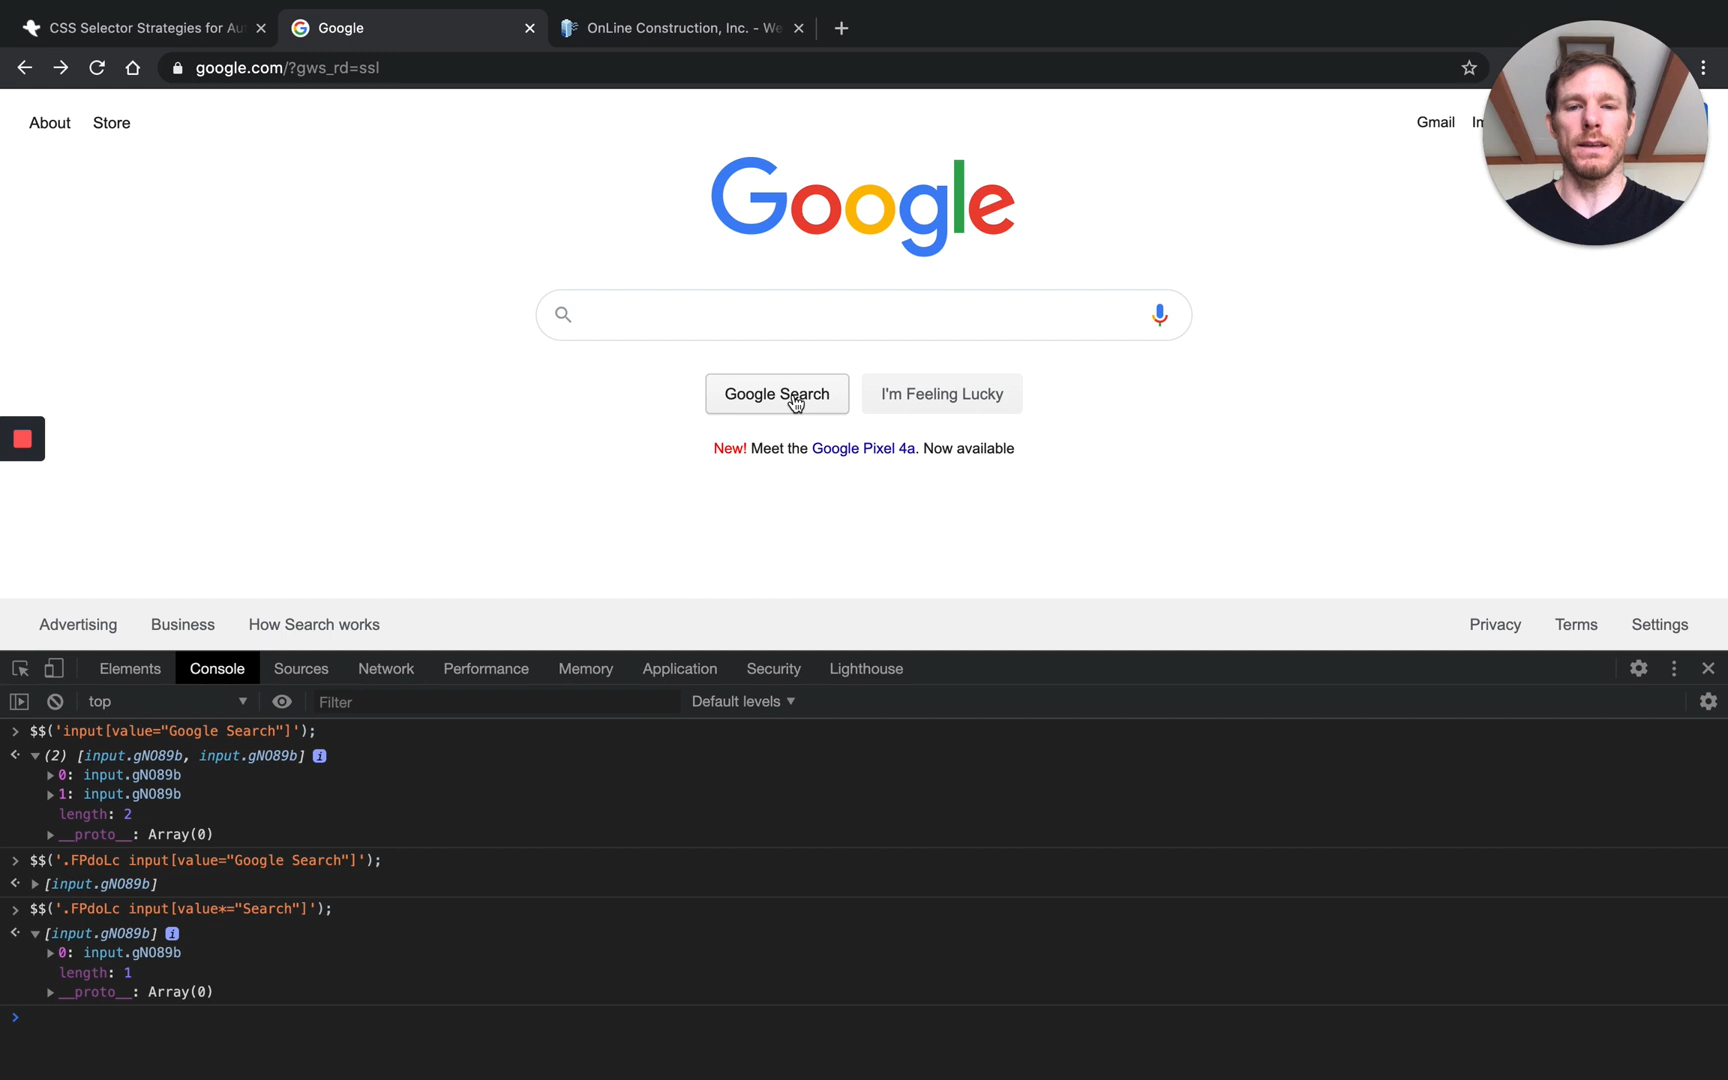 CSS Selector Strategies for Au
Google
OnLine Construction, Inc. - We
google.com/?gws_rd=ssl
About
Store
Gmail
Google
Google Search
I'm Feeling Lucky
New! Meet the Google Pixel 4a. Now available
Advertising
Business
How Search works
Privacy
Terms
Settings
Elements
Console
Sources
Network
Performance
Memory
Application
Security
Lighthouse
top
Filter
Default levels
$$('input[value="Google Search"]');
(2) [input.gNO89b, input.gNO89b]
0: input.gNO89b
1: input.gNO89b
length: 2
__proto__: Array(0)
$$('.FPdoLc input[value="Google Search"]');
[input.gNO89b]
$$('.FPdoLc input[value*="Search"]');
[input.gNO89b]
0: input.gNO89b
length: 1
__proto__: Array(0)